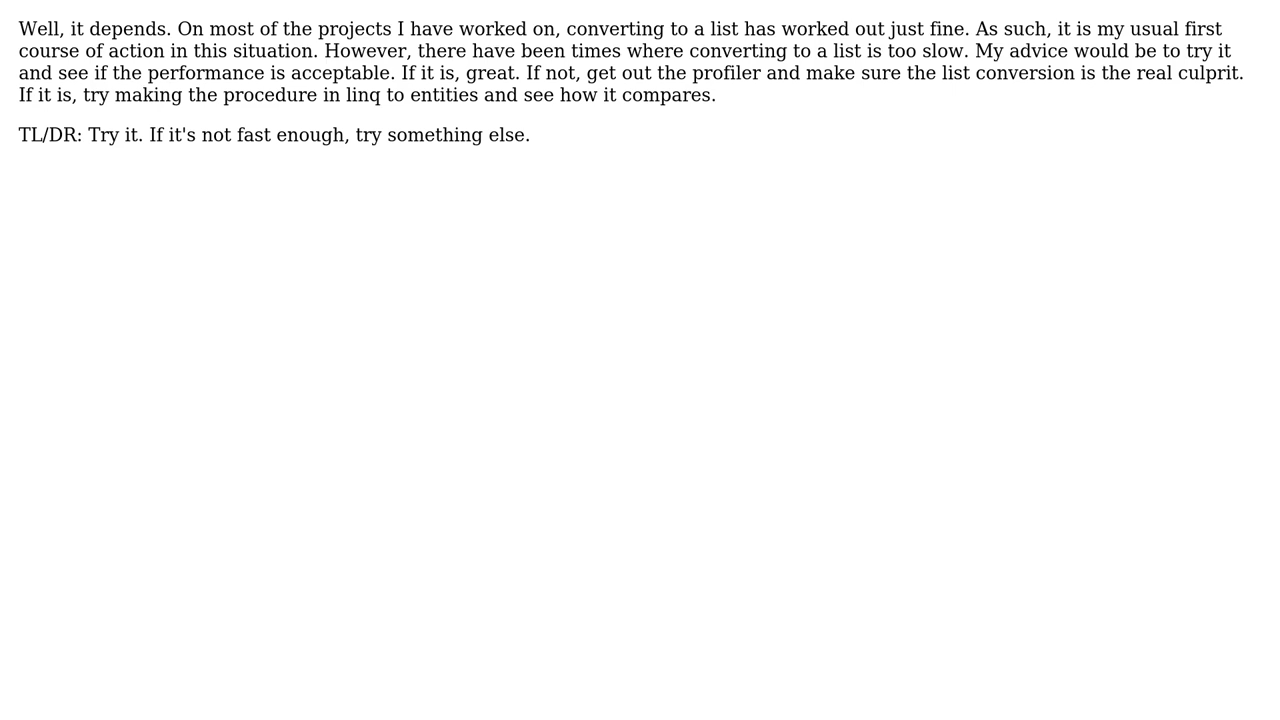 Well, it depends. On most of the projects I have worked on, converting to a list has worked out just fine. As such, it is my usual first
course of action in this situation. However, there have been times where converting to a list is too slow. My advice would be to try it
and see if the performance is acceptable. If it is, great. If not, get out the profiler and make sure the list conversion is the real culprit.
If it is, try making the procedure in linq to entities and see how it compares.
TL/DR: Try it. If it's not fast enough, try something else.